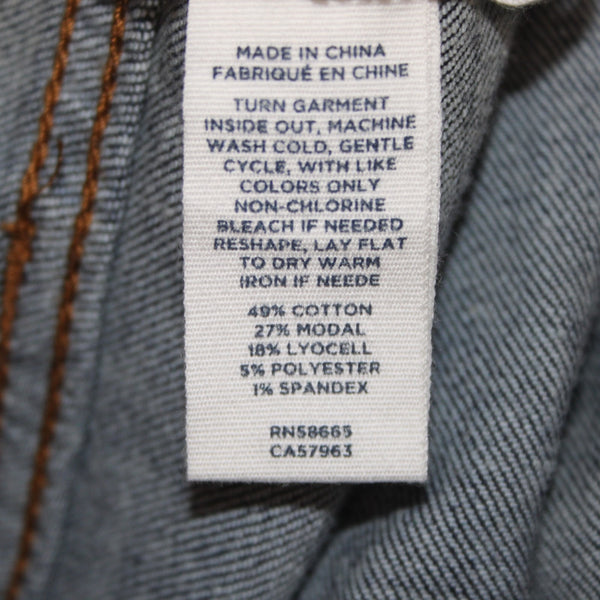 MADE IN CHINA
FABRIQUÉ EN CHINE
TURN GARMENT
INSIDE OUT, MACHINE
WASH COLD, GENTLE
CYCLE, WITH LIKE
COLORS ONLY
NON-CHLORINE
BLEACH IF NEEDED
RESHAPE, LAY FLAT
TO DRY WARM
IRON IF NEEDE
49% COTTON
27% MODAL
18% LYOCELL
5% POLYESTER
1% SPANDEX
RN58665
CA57963